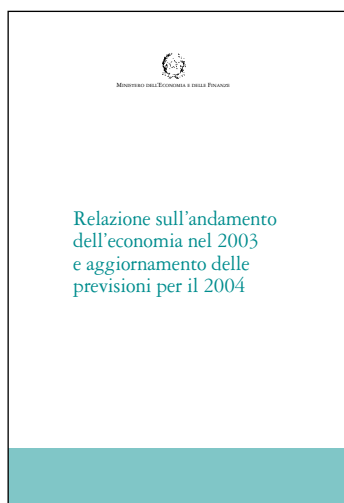 Ministero dell'Economia e delle Finanze
Relazione sull'andamento
dell'economia nel 2003
e aggiornamento delle
previsioni per il 2004